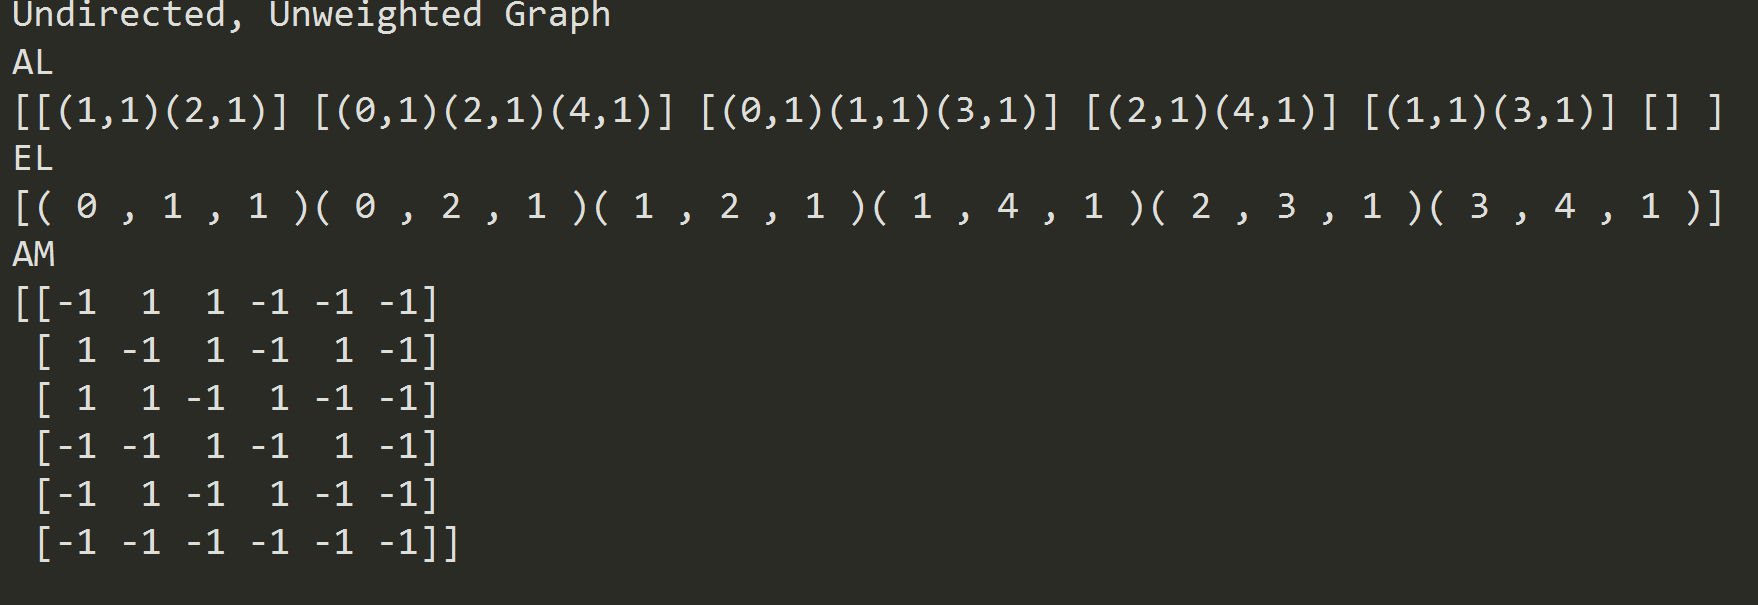 Undirected, Unweighted Graph
AL
[[(1,1)(2,1)] [(0,1)(2,1)(4,1)] [(0,1)(1,1)(3,1)] [(2,1)(4,1)] [(1,1)(3,1)] [] ]
EL
[( 0 , 1 , 1 )( 0 , 2 , 1 )( 1 , 2 , 1 )( 1 , 4 , 1 )( 2 , 3 , 1 )( 3 , 4 , 1 )]
AM
[[-1  1  1 -1 -1 -1]
 [ 1 -1  1 -1  1 -1]
 [ 1  1 -1  1 -1 -1]
 [-1 -1  1 -1  1 -1]
 [-1  1 -1  1 -1 -1]
 [-1 -1 -1 -1 -1 -1]]